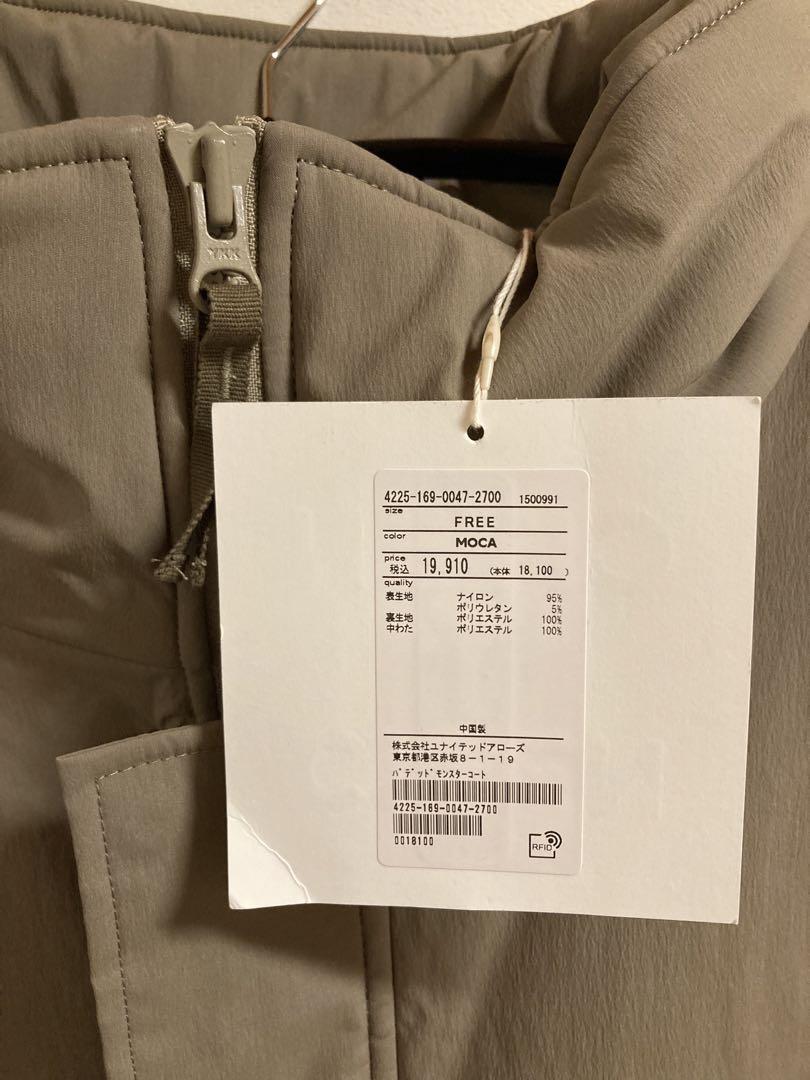 YKK
4225-169-0047-2700 1500991
size
FREE
color
MOCA
price
税込 19,910 (本体 18,100 )
quality
表生地 ナイロン 95%
ポリウレタン 5%
裏生地 ポリエステル 100%
中わた ポリエステル 100%
中国製
株式会社ユナイテッドアローズ
東京都港区赤坂8-1-19
パデッドモンスターコート
4225-169-0047-2700
0018100
RFID